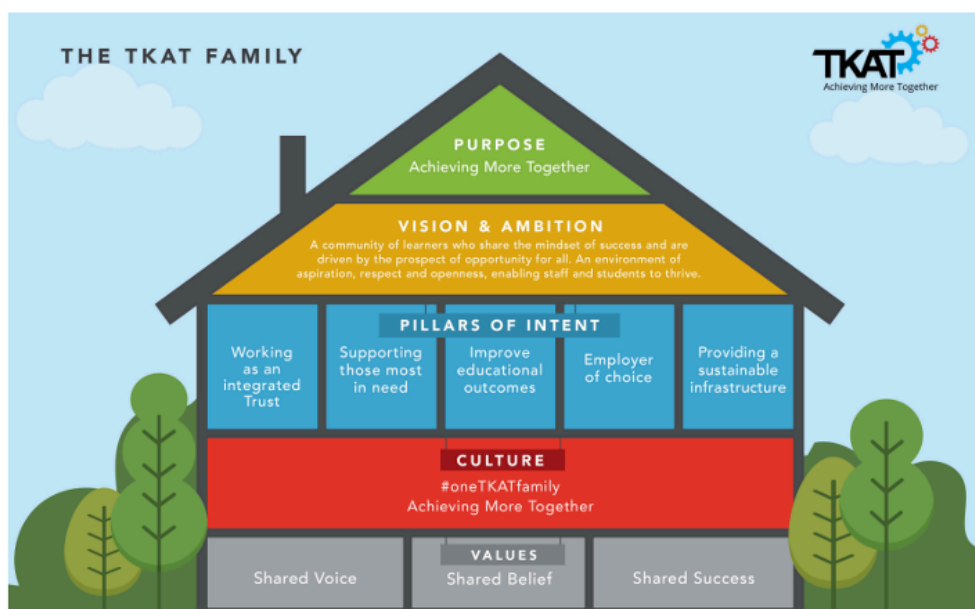 THE TKAT FAMILY
TKAT
Achieving More Together
PURPOSE
Achieving More Together
VISION & AMBITION
A community of learners who share the mindset of success and are
driven by the prospect of opportunity for all. An environment of
aspiration, respect and openness, enabling staff and students to thrive.
PILLARS OF INTENT
Working
as an
integrated
Trust
Supporting
those most
in need
Improve
educational
outcomes
Employer
of choice
Providing a
sustainable
infrastructure
CULTURE
#oneTKATfamily
Achieving More Together
VALUES
Shared Voice
Shared Belief
Shared Success